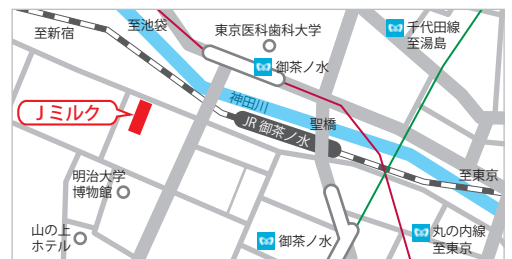 至新宿
至池袋
東京医科歯科大学
千代田線
至湯島
御茶ノ水
神田川
Jミルク
JR 御茶ノ水
聖橋
明治大学
博物館
至東京
山の上
ホテル
御茶ノ水
丸の内線
至東京